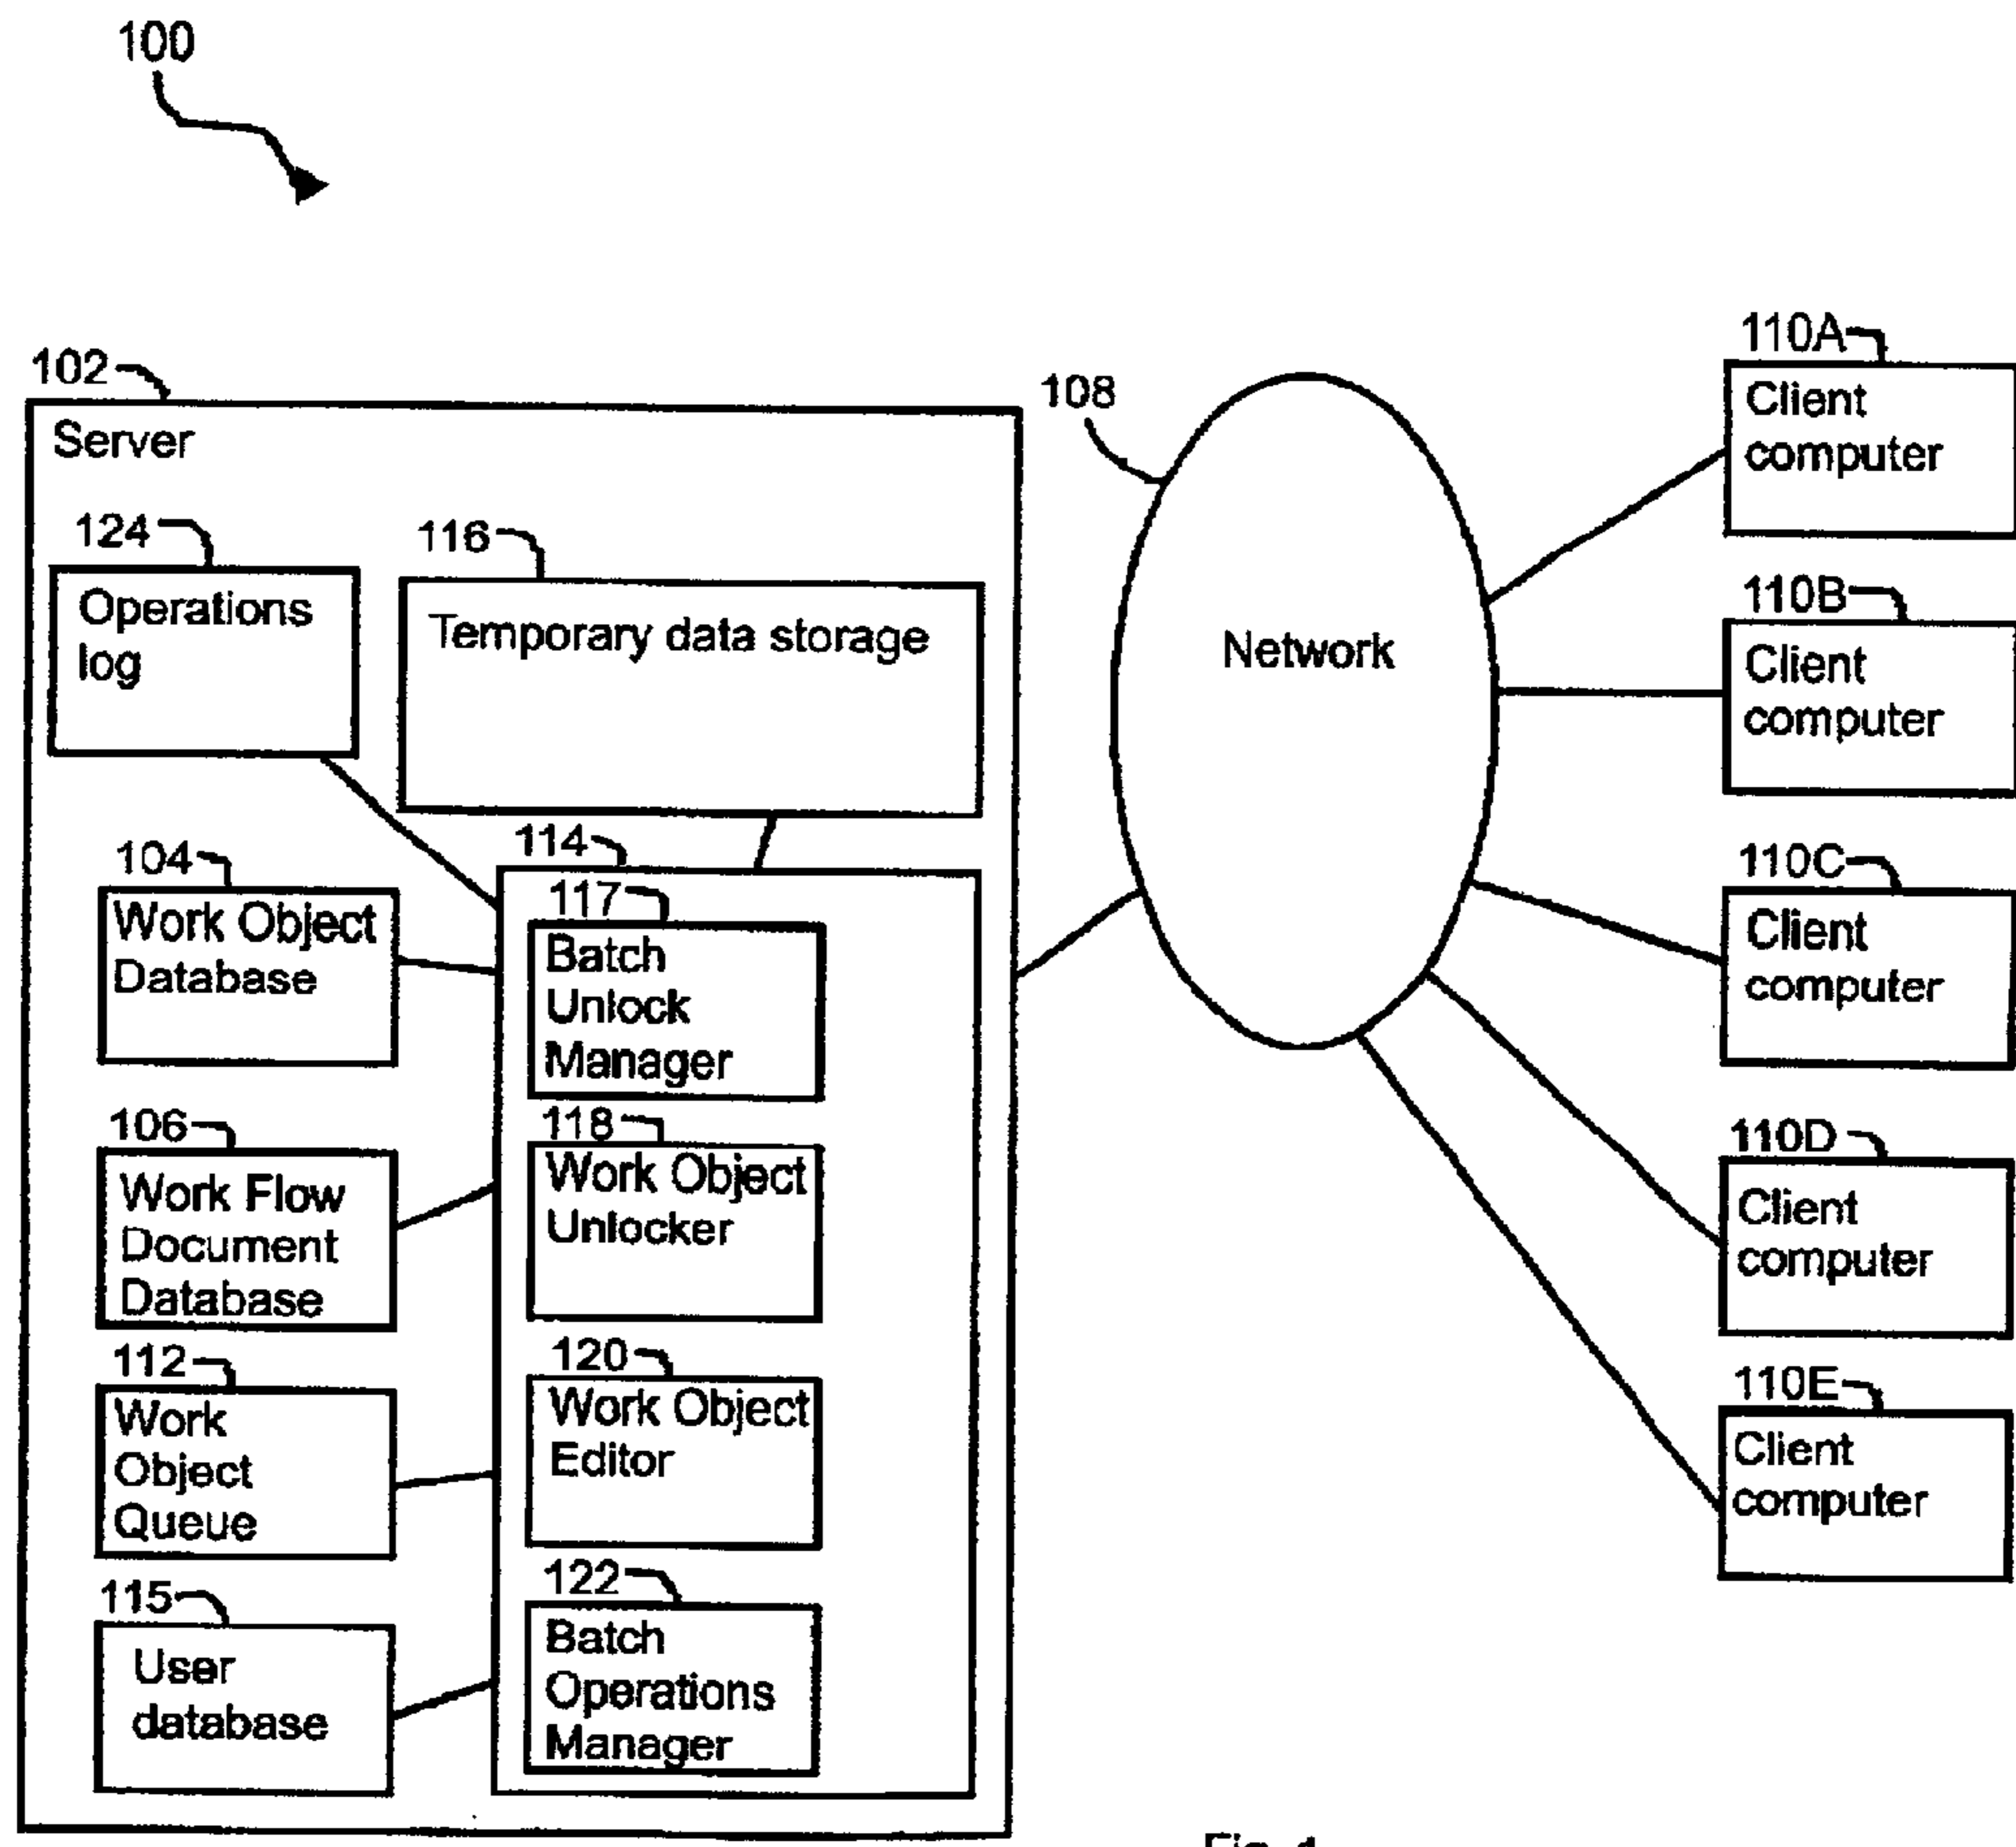 100
102
Server
124
Operations
log
116
Temporary data storage
104
Work Object
Database
106
Work Flow
Document
Database
112
Work
Object
Queue
115
User
database
114
117
Batch
Unlock
Manager
118
Work Object
Unlocker
120
Work Object
Editor
122
Batch
Operations
Manager
108
Network
110A
Client
computer
110B
Client
computer
110C
Client
computer
110D
Client
computer
110E
Client
computer
Fig. 1